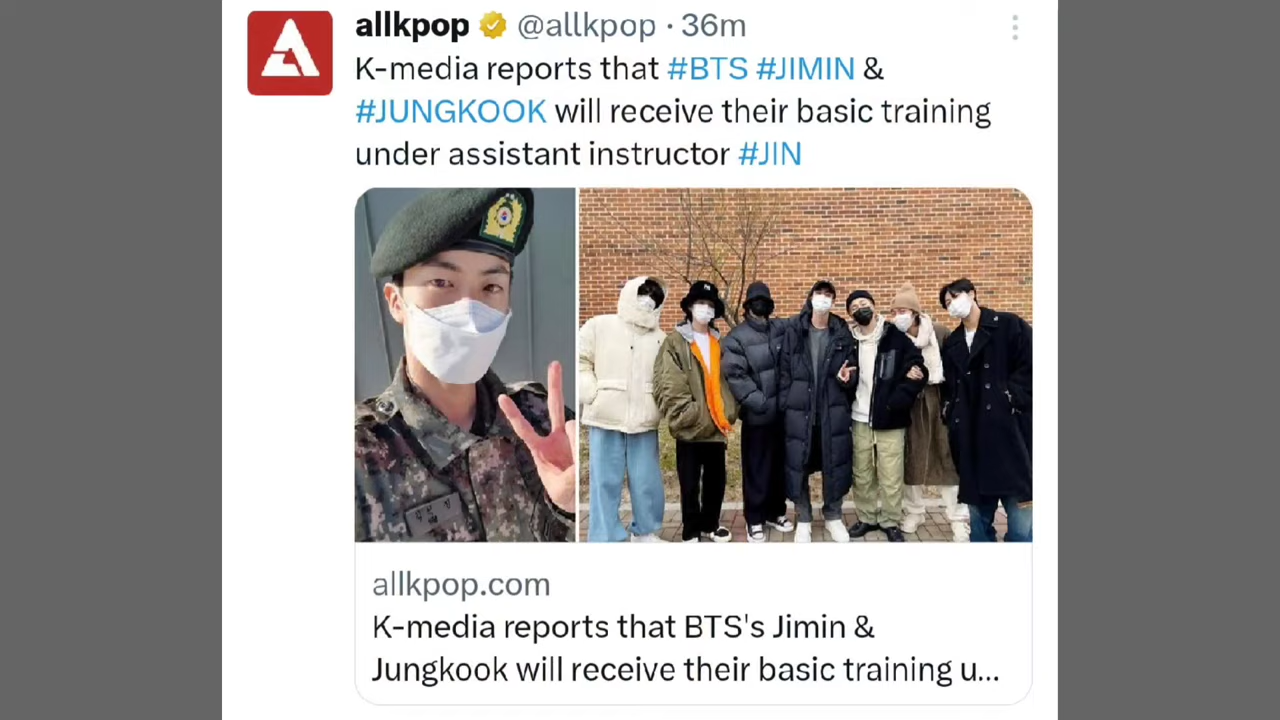 allkpop @allkpop · 36m
K-media reports that #BTS #JIMIN &
#JUNGKOOK will receive their basic training
under assistant instructor #JIN
allkpop.com
K-media reports that BTS's Jimin &
Jungkook will receive their basic training u...